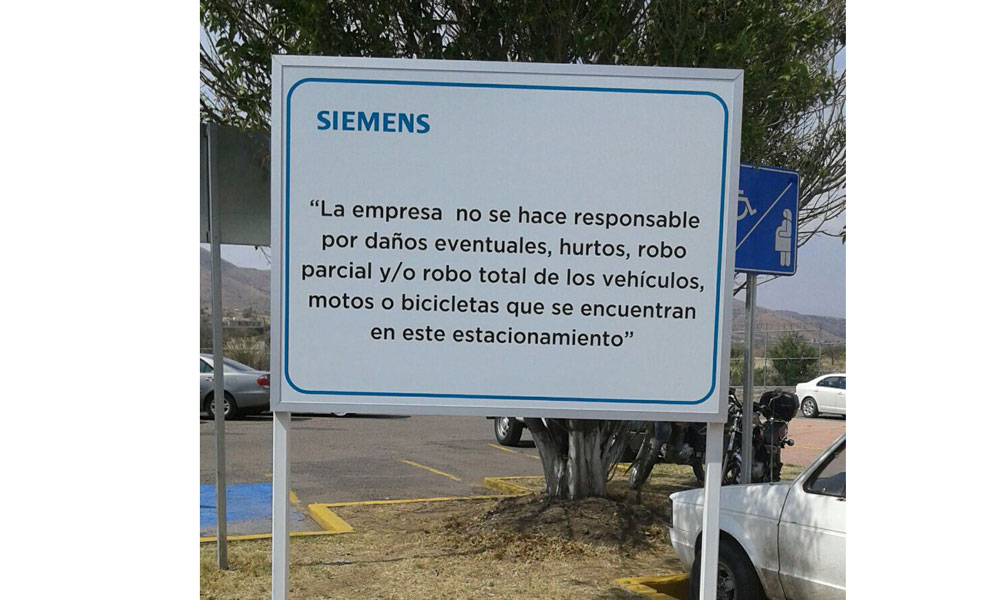 SIEMENS
“La empresa no se hace responsable
por daños eventuales, hurtos, robo
parcial y/o robo total de los vehículos,
motos o bicicletas que se encuentran
en este estacionamiento”